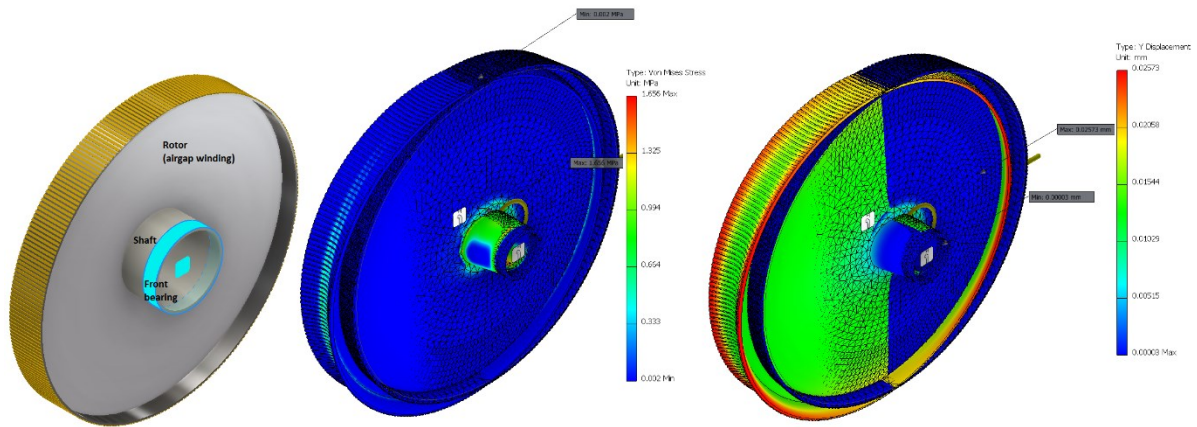 Rotor
(airgap winding)
Shaft
Front
bearing
Min: 0.002 MPa
Type: Von Mises Stress
Unit: MPa
1.656 Max
1.325
Max: 1.656 MPa
0.994
0.654
0.333
0.002 Min
Type: Y Displacement
Unit: mm
0.02573
0.02058
Max: 0.02573 mm
0.01544
Min: 0.00003 mm
0.01029
0.00515
0.00003 Max